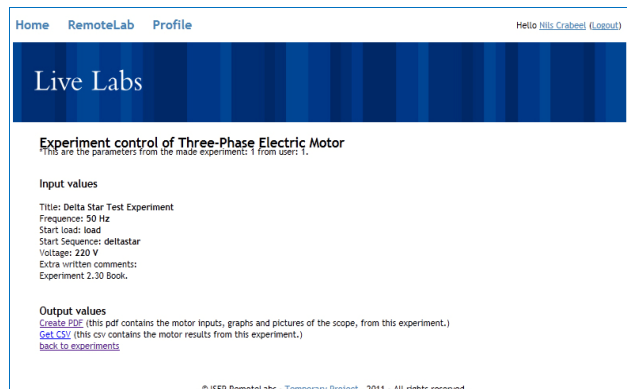 Home RemoteLab Profile
Hello Nils Crabeel (Logout)
Live Labs
Experiment control of Three-Phase Electric Motor
*This are the parameters from the made experiment: 1 from user: 1.
Input values
Title: Delta Star Test Experiment
Frequence: 50 Hz
Start load: load
Start Sequence: deltastar
Voltage: 220 V
Extra written comments:
Experiment 2.30 Book.
Output values
Create PDF (this pdf contains the motor inputs, graphs and pictures of the scope, from this experiment.)
Get CSV (this csv contains the motor results from this experiment.)
back to experiments
© ISEP RemoteLabs - Temporary Project - 2011 - All rights reserved